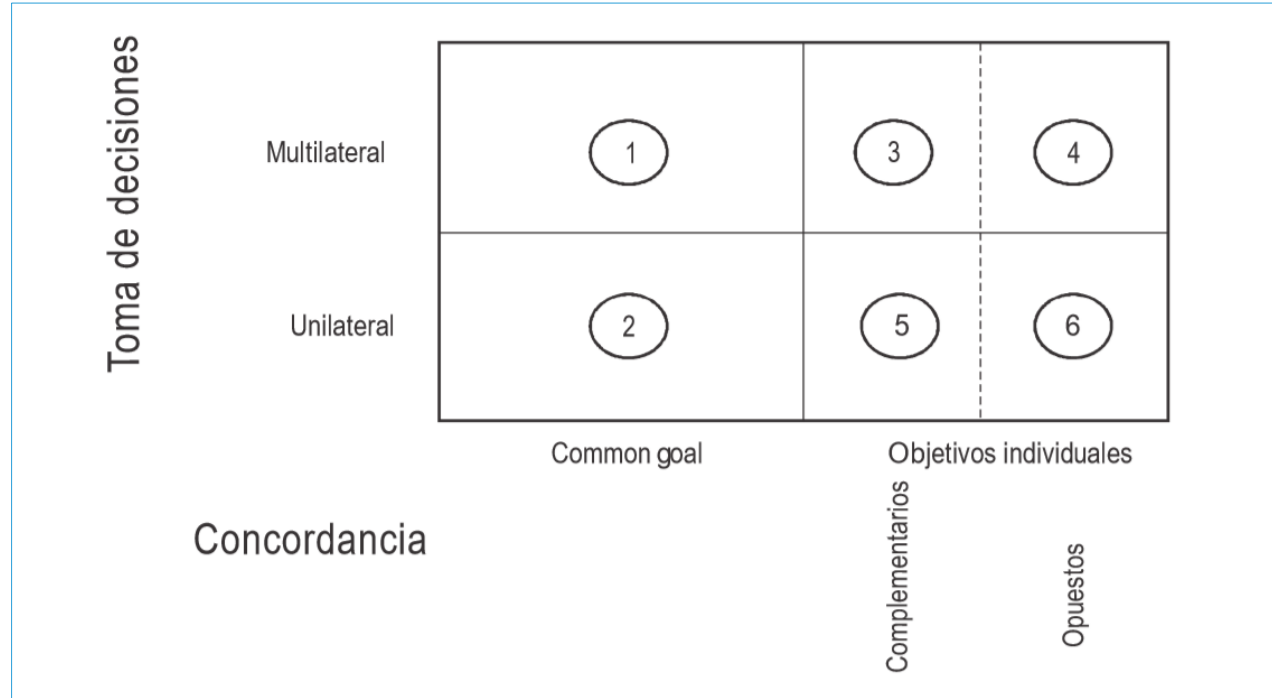 Toma de decisiones
Multilateral
1
3
4
Unilateral
2
5
6
Common goal
Objetivos individuales
Concordancia
Complementarios
Opuestos